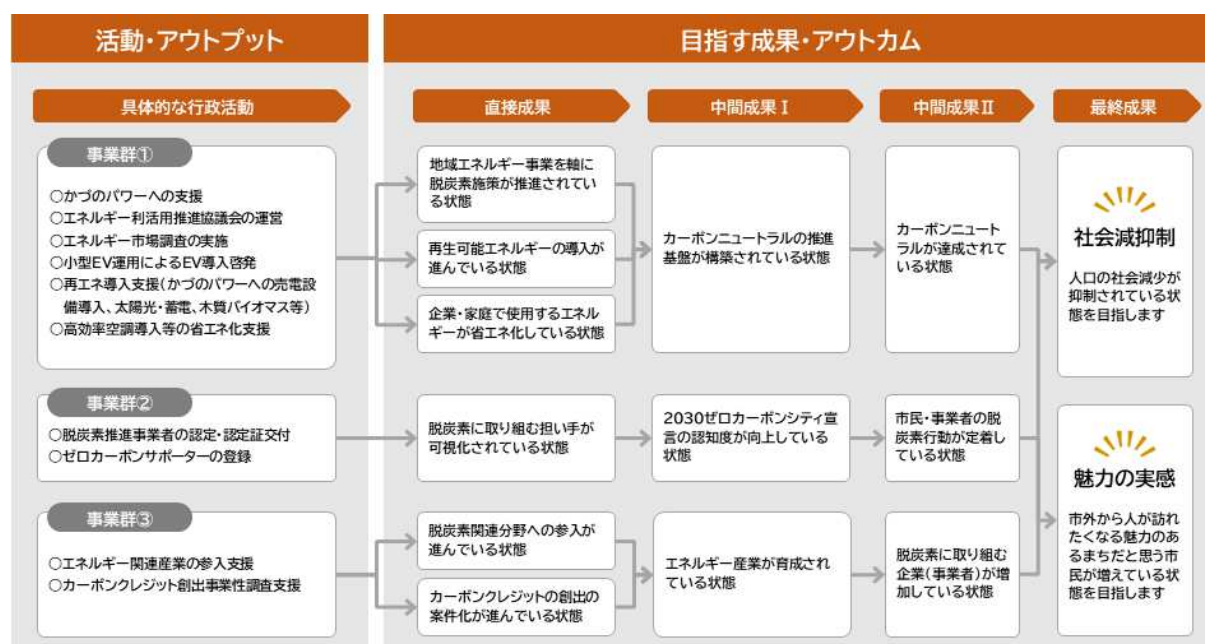 活動・アウトプット
目指す成果・アウトカム
具体的な行政活動
直接成果
中間成果Ⅰ
中間成果Ⅱ
最終成果
事業群①
○かづのパワーへの支援
○エネルギー利活用推進協議会の運営
○エネルギー市場調査の実施
○小型EV運用によるEV導入啓発
○再エネ導入支援(かづのパワーへの売電設
備導入、太陽光・蓄電、木質バイオマス等)
○高効率空調導入等の省エネ化支援
地域エネルギー事業を軸に
脱炭素施策が推進されてい
る状態
再生可能エネルギーの導入が
進んでいる状態
企業・家庭で使用するエネル
ギーが省エネ化している状態
カーボンニュートラルの推進
基盤が構築されている状態
カーボンニュート
ラルが達成されて
いる状態
社会減抑制
人口の社会減少が
抑制されている状
態を目指します
事業群②
○脱炭素推進事業者の認定・認定証交付
○ゼロカーボンサポーターの登録
脱炭素に取り組む担い手が
可視化されている状態
2030ゼロカーボンシティ宣
言の認知度が向上している
状態
市民・事業者の脱
炭素行動が定着し
ている状態
魅力の実感
市外から人が訪れ
たくなる魅力のあ
るまちだと思う市
民が増えている状
態を目指します
事業群③
○エネルギー関連産業の参入支援
○カーボンクレジット創出事業性調査支援
脱炭素関連分野への参入が
進んでいる状態
カーボンクレジットの創出の
案件化が進んでいる状態
エネルギー産業が育成され
ている状態
脱炭素に取り組む
企業(事業者)が増
加している状態